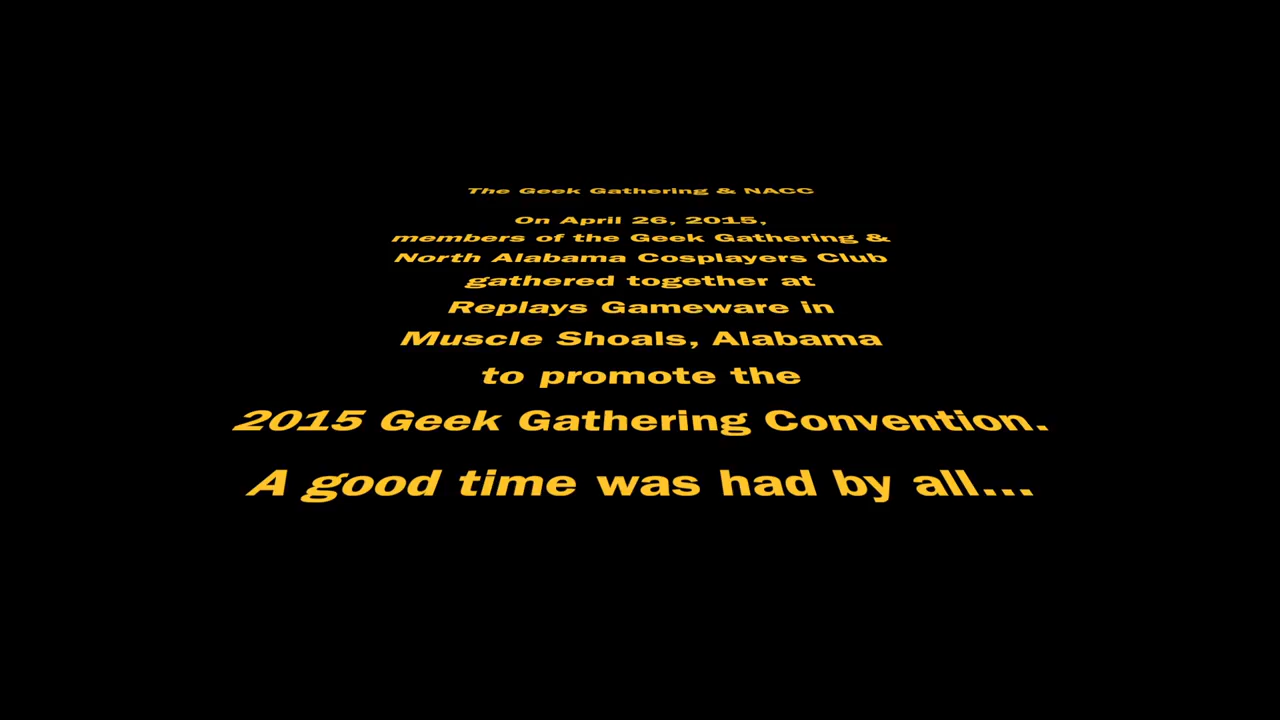 The Geek Gathering & NACC
On April 26, 2015,
members of the Geek Gathering &
North Alabama Cosplayers Club
gathered together at
Replays Gameware in
Muscle Shoals, Alabama
to promote the
2015 Geek Gathering Convention.
A good time was had by all...